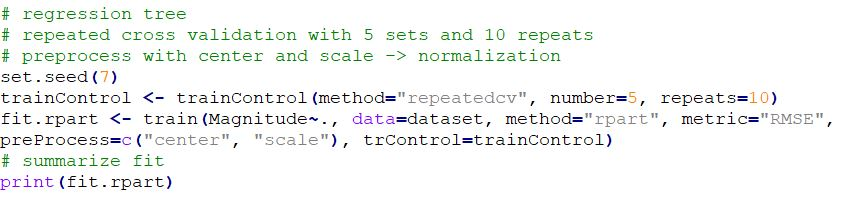 # regression tree
# repeated cross validation with 5 sets and 10 repeats
# preprocess with center and scale -> normalization
set.seed(7)
trainControl <- trainControl(method="repeatedcv", number=5, repeats=10)
fit.rpart <- train(Magnitude~., data=dataset, method="rpart", metric="RMSE",
preProcess=c("center", "scale"), trControl=trainControl)
# summarize fit
print(fit.rpart)